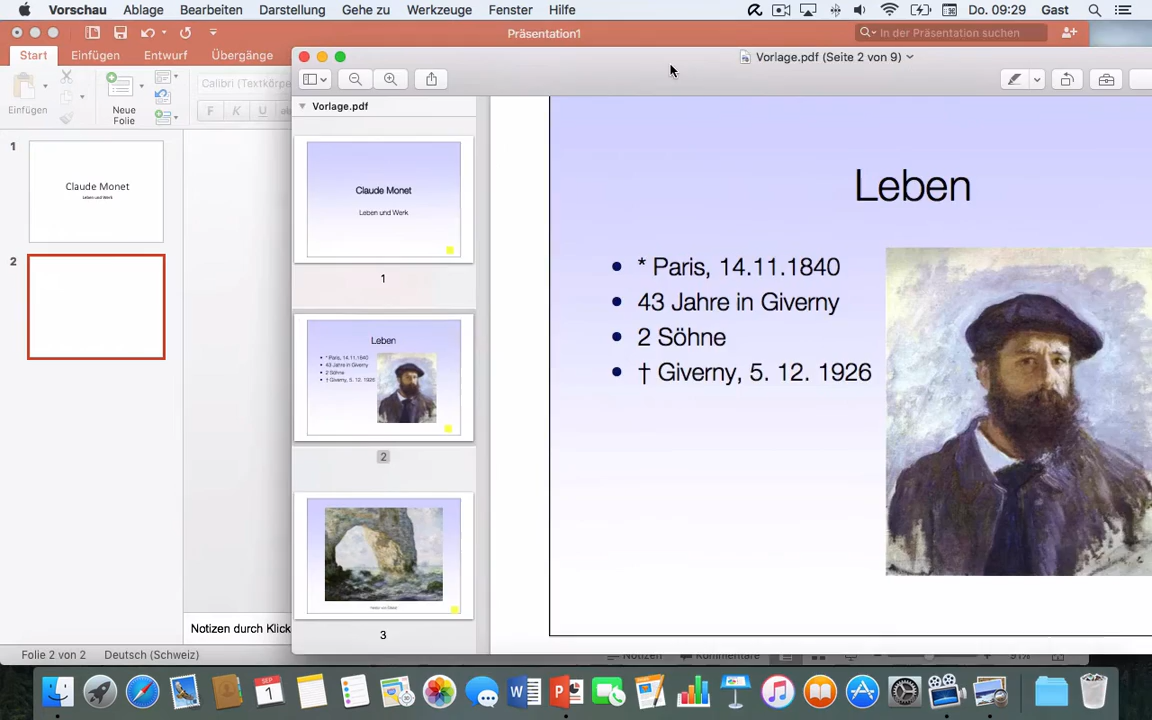 Vorschau Ablage Bearbeiten Darstellung Gehe zu Werkzeuge Fenster Hilfe Do. 09:29 Gast
Präsentation1 In der Präsentation suchen
Start Einfügen Übergänge
Vorlage.pdf (Seite 2 von 9)
Einfügen Neue Folie Calibri (Textkörpe
F K U
Vorlage.pdf
1
Claude Monet
Leben und Werk
2
Claude Monet
Leben und Werk
1
Leben
* Paris, 14.11.1840
43 Jahre in Giverny
2 Söhne
† Giverny, 5. 12. 1926
2
3
Leben
• * Paris, 14.11.1840
• 43 Jahre in Giverny
• 2 Söhne
• † Giverny, 5. 12. 1926
Notizen durch Klick
Folie 2 von 2 Deutsch (Schweiz)
SEP
1